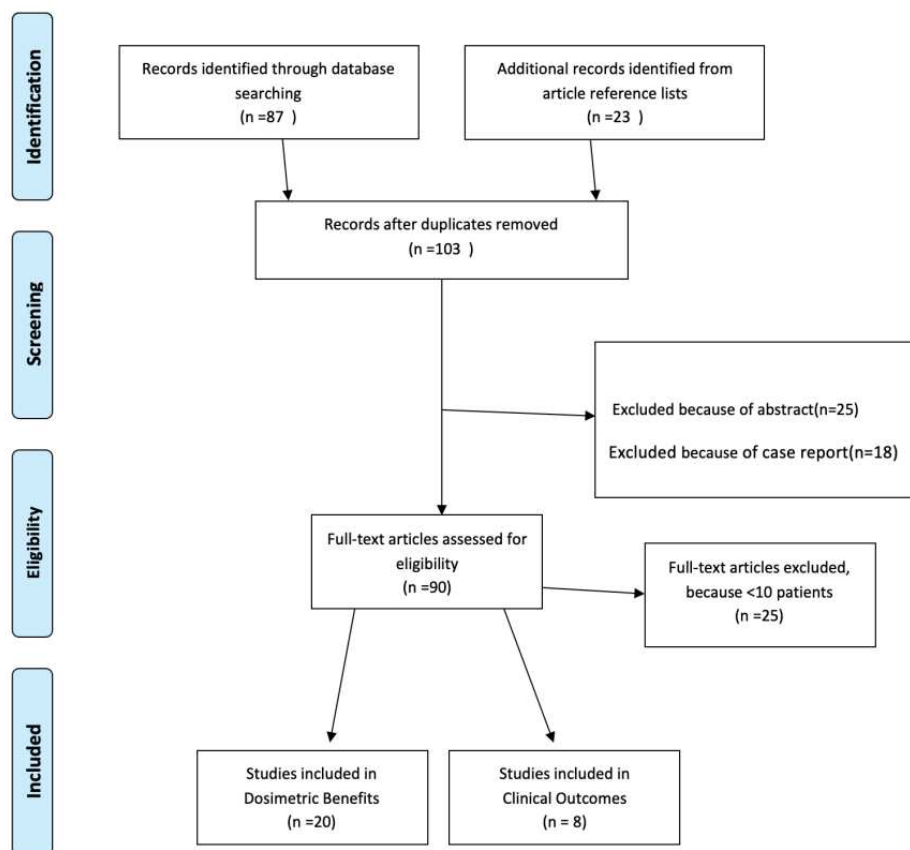 Identification
Records identified through database
searching
(n =87  )
Additional records identified from
article reference lists
(n =23  )
Records after duplicates removed
(n =103  )
Screening
Excluded because of abstract(n=25)
Excluded because of case report(n=18)
Eligibility
Full-text articles assessed for
eligibility
(n =90)
Full-text articles excluded,
because <10 patients
(n =25)
Included
Studies included in
Dosimetric Benefits
(n =20)
Studies included in
Clinical Outcomes
(n = 8)